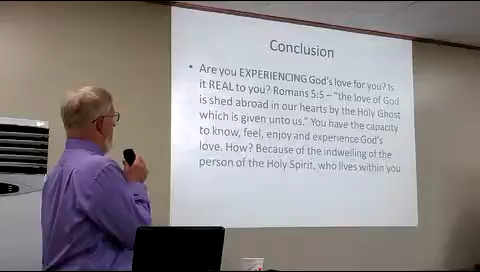 Conclusion
• Are you EXPERIENCING God's love for you? Is
it REAL to you? Romans 5:5 – "the love of God
is shed abroad in our hearts by the Holy Ghost
which is given unto us." You have the capacity
to know, feel, enjoy and experience God's
love. How? Because of the indwelling of the
person of the Holy Spirit, who lives within you